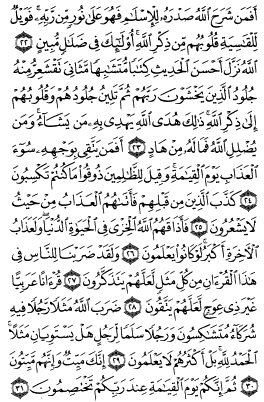 أَفَمَن شَرَحَ ٱللَّهُ صَدْرَهُۥ لِلْإِسْلَٰمِ فَهُوَ عَلَىٰ نُورٍ مِّن رَّبِّهِۦ ۚ فَوَيْلٌ
لِّلْقَٰسِيَةِ قُلُوبُهُم مِّن ذِكْرِ ٱللَّهِ ۚ أُو۟لَٰٓئِكَ فِى ضَلَٰلٍ مُّبِينٍ ٢٢
ٱللَّهُ نَزَّلَ أَحْسَنَ ٱلْحَدِيثِ كِتَٰبًا مُّتَشَٰبِهًا مَّثَانِىَ تَقْشَعِرُّ مِنْهُ
جُلُودُ ٱلَّذِينَ يَخْشَوْنَ رَبَّهُمْ ثُمَّ تَلِينُ جُلُودُهُمْ وَقُلُوبُهُمْ
إِلَىٰ ذِكْرِ ٱللَّهِ ۚ ذَٰلِكَ هُدَى ٱللَّهِ يَهْدِى بِهِۦ مَن يَشَآءُ ۚ وَمَن
يُضْلِلِ ٱللَّهُ فَمَا لَهُۥ مِنْ هَادٍ ٢٣ أَفَمَن يَتَّقِى بِوَجْهِهِۦ سُوٓءَ
ٱلْعَذَابِ يَوْمَ ٱلْقِيَٰمَةِ ۚ وَقِيلَ لِلظَّٰلِمِينَ ذُوقُوا۟ مَا كُنتُمْ تَكْسِبُونَ
٢٤ كَذَّبَ ٱلَّذِينَ مِن قَبْلِهِمْ فَأَتَىٰهُمُ ٱلْعَذَابُ مِنْ حَيْثُ
لَا يَشْعُرُونَ ٢٥ فَأَذَاقَهُمُ ٱللَّهُ ٱلْخِزْىَ فِى ٱلْحَيَوٰةِ ٱلدُّنْيَا ۖ وَلَعَذَابُ
ٱلْءَاخِرَةِ أَكْبَرُ ۚ لَوْ كَانُوا۟ يَعْلَمُونَ ٢٦ وَلَقَدْ ضَرَبْنَا لِلنَّاسِ فِى
هَٰذَا ٱلْقُرْءَانِ مِن كُلِّ مَثَلٍ لَّعَلَّهُمْ يَتَذَكَّرُونَ ٢٧ قُرْءَانًا عَرَبِيًّا
غَيْرَ ذِى عِوَجٍ لَّعَلَّهُمْ يَتَّقُونَ ٢٨ ضَرَبَ ٱللَّهُ مَثَلًا رَّجُلًا فِيهِ
شُرَكَآءُ مُتَشَٰكِسُونَ وَرَجُلًا سَلَمًا لِّرَجُلٍ هَلْ يَسْتَوِيَانِ مَثَلًا ۚ
ٱلْحَمْدُ لِلَّهِ ۚ بَلْ أَكْثَرُهُمْ لَا يَعْلَمُونَ ٢٩ إِنَّكَ مَيِّتٌ وَإِنَّهُم مَّيِّتُونَ
٣٠ ثُمَّ إِنَّكُمْ يَوْمَ ٱلْقِيَٰمَةِ عِندَ رَبِّكُمْ تَخْتَصِمُونَ ٣١